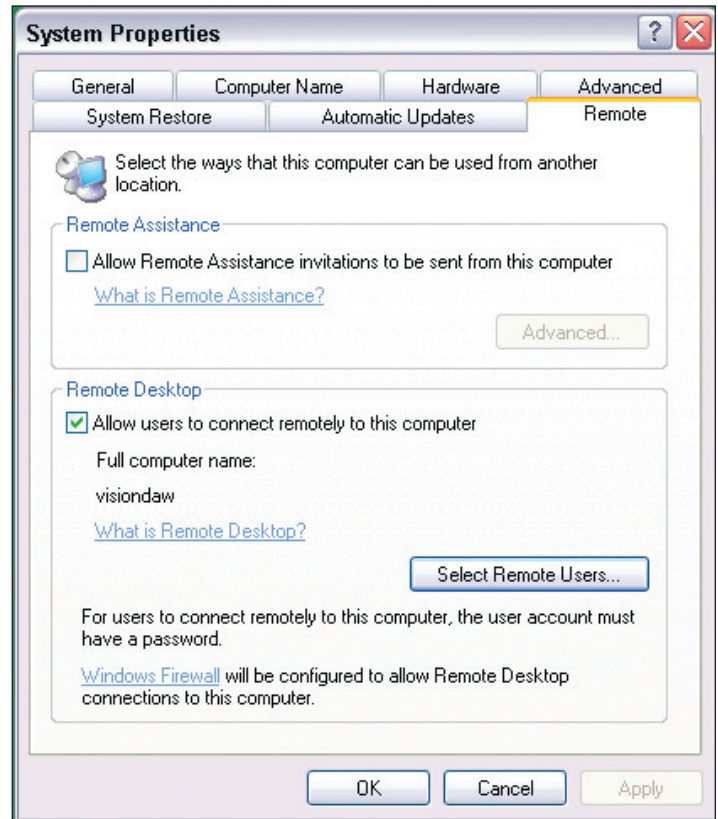 System Properties
General
Computer Name
Hardware
Advanced
System Restore
Automatic Updates
Remote
Select the ways that this computer can be used from another
location.
Remote Assistance
Allow Remote Assistance invitations to be sent from this computer
What is Remote Assistance?
Advanced...
Remote Desktop
Allow users to connect remotely to this computer
Full computer name:
visiondaw
What is Remote Desktop?
Select Remote Users...
For users to connect remotely to this computer, the user account must
have a password.
Windows Firewall will be configured to allow Remote Desktop
connections to this computer.
OK
Cancel
Apply